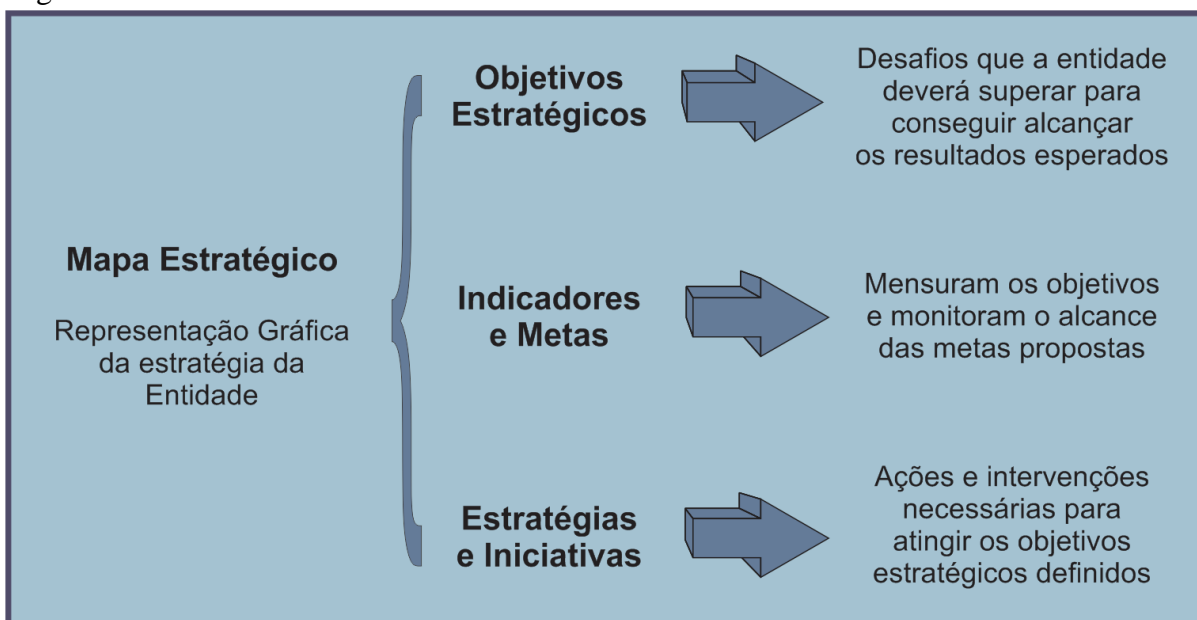 Mapa Estratégico
Representação Gráfica
da estratégia da
Entidade
Objetivos
Estratégicos
Desafios que a entidade
deverá superar para
conseguir alcançar
os resultados esperados
Indicadores
e Metas
Mensuram os objetivos
e monitoram o alcance
das metas propostas
Estratégias
e Iniciativas
Ações e intervenções
necessárias para
atingir os objetivos
estratégicos definidos